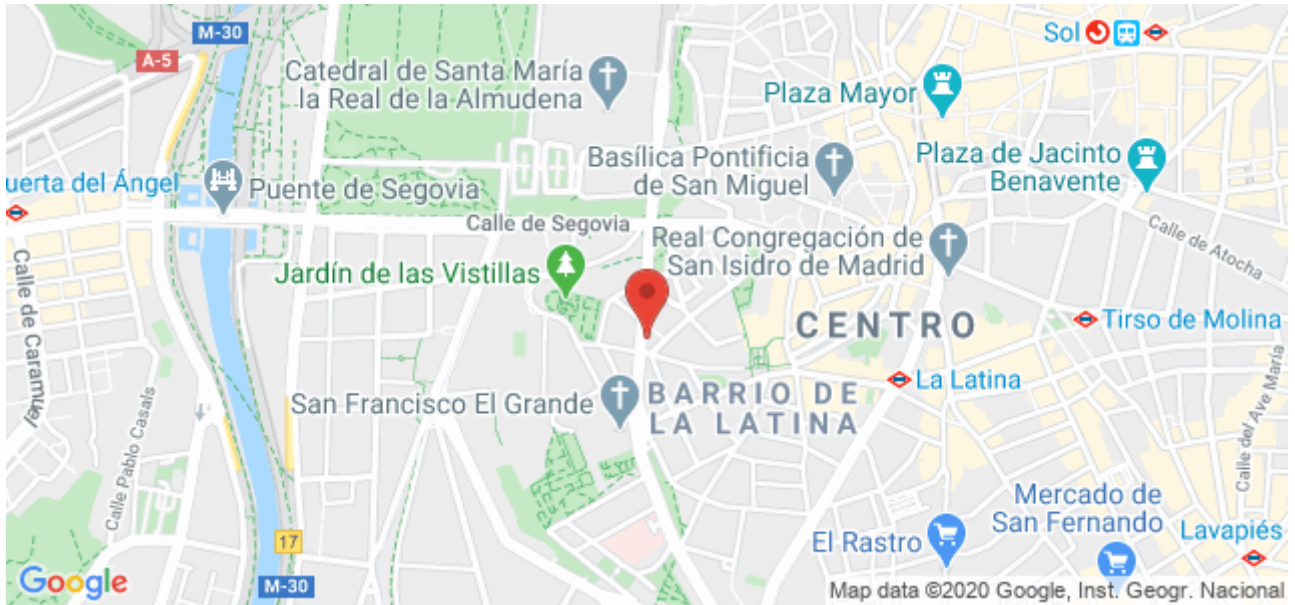 M-30
A-5
Sol
Catedral de Santa María
la Real de la Almudena
Plaza Mayor
Basílica Pontificia
de San Miguel
Plaza de Jacinto
Benavente
uerta del Ángel
Puente de Segovia
Calle de Segovia
Calle de Atocha
Real Congregación de
San Isidro de Madrid
Jardín de las Vistillas
Calle de Caramuel
CENTRO
Tirso de Molina
La Latina
San Francisco El Grande
BARRIO DE
LA LATINA
Calle del Ave María
Calle Pablo Casals
Mercado de
San Fernando
El Rastro
Lavapiés
17
M-30
Google
Map data ©2020 Google, Inst. Geogr. Nacional